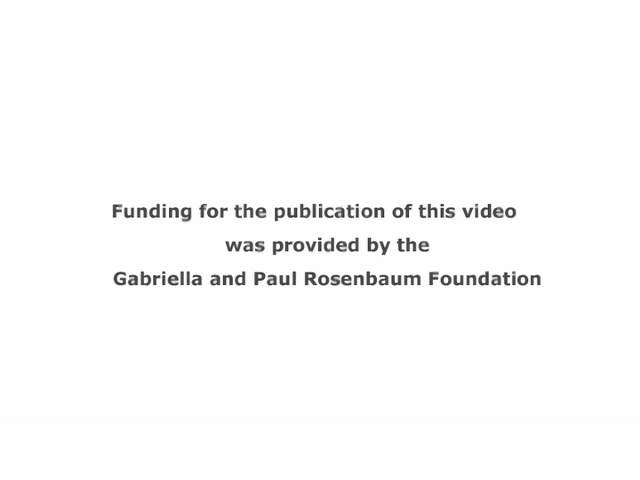 Funding for the publication of this video
was provided by the
Gabriella and Paul Rosenbaum Foundation